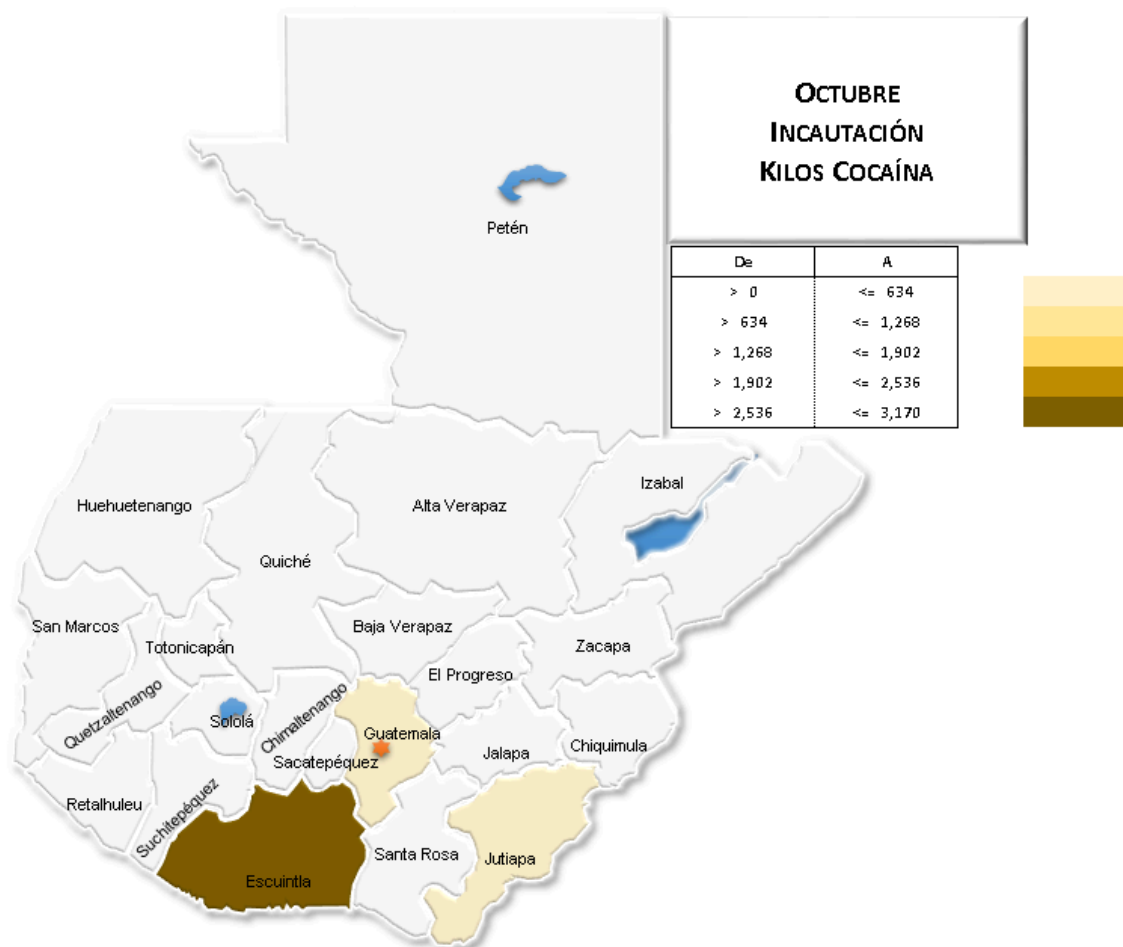 OCTUBRE
INCAUTACIÓN
KILOS COCAÍNA
De A
> 0 <= 634
> 634 <= 1,268
> 1,268 <= 1,902
> 1,902 <= 2,536
> 2,536 <= 3,170
Petén
Izabal
Huehuetenango
Alta Verapaz
Quiché
San Marcos
Baja Verapaz
Totonicapán
Zacapa
El Progreso
Quetzaltenango
Sololá
Chimaltenango
Guatemala
Sacatepéquez
Jalapa
Chiquimula
Retalhuleu
Suchitepéquez
Santa Rosa
Jutiapa
Escuintla